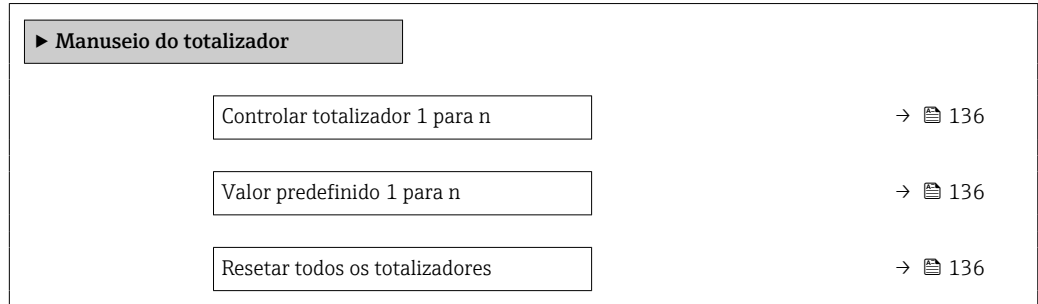 ▶ Manuseio do totalizador
Controlar totalizador 1 para n → 136
Valor predefinido 1 para n → 136
Resetar todos os totalizadores → 136